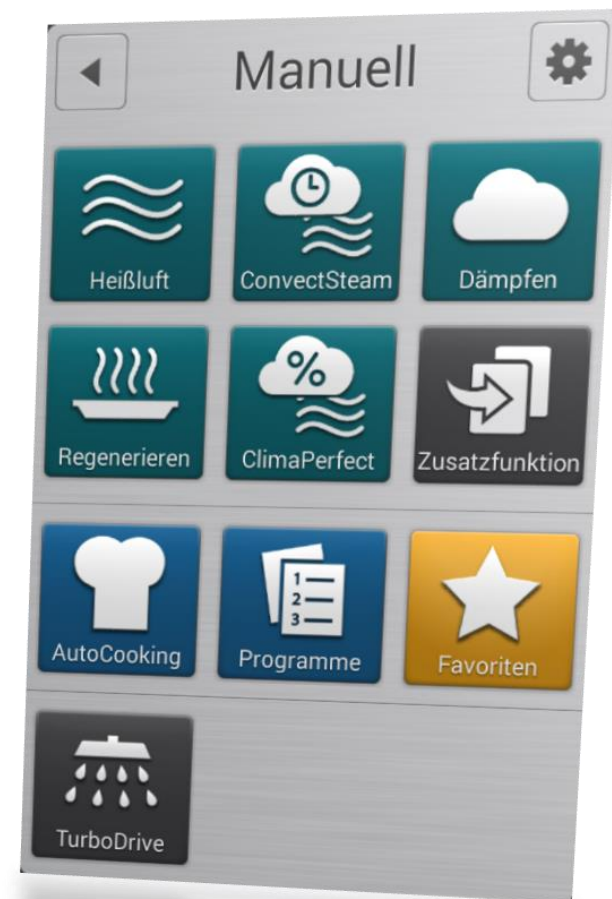 Manuell
Heißluft
ConvectSteam
Dämpfen
%
Regenerieren
ClimaPerfect
Zusatzfunktion
1
2
3
AutoCooking
Programme
Favoriten
TurboDrive